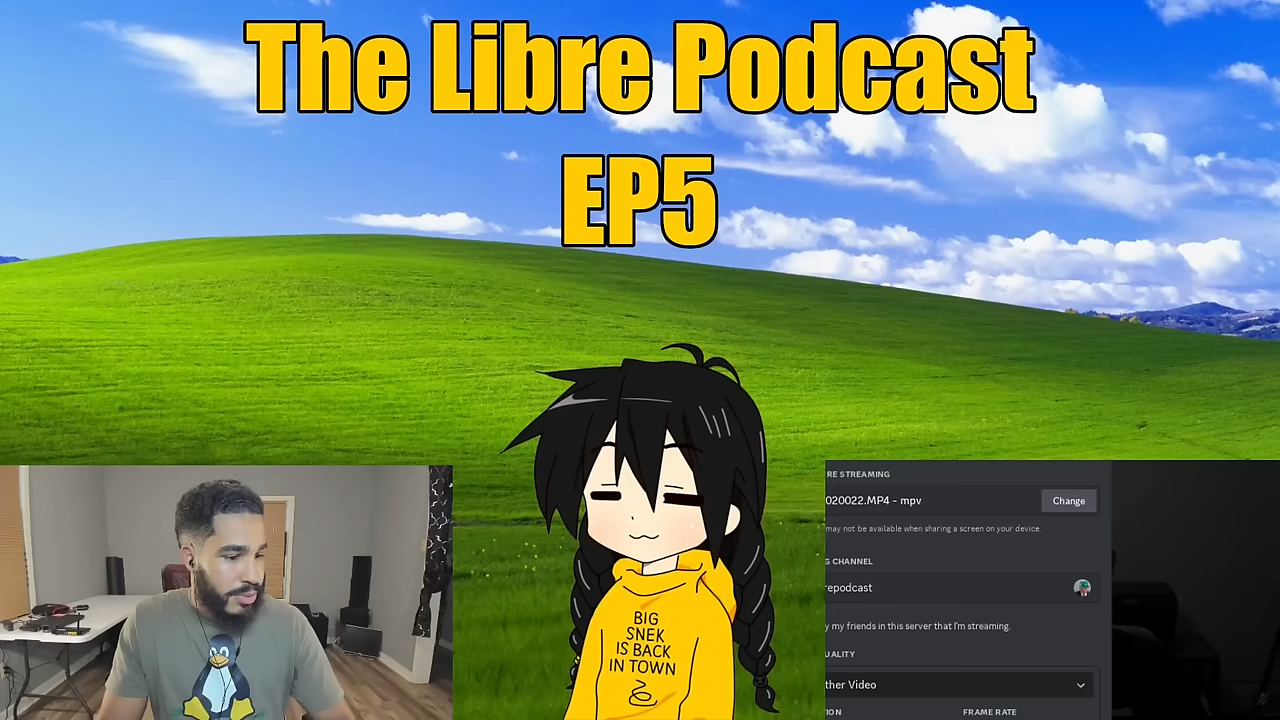 The Libre Podcast
EP5
BIG
SNEK
IS BACK
IN TOWN
RE STREAMING
020022.MP4 - mpv
Change
may not be available when sharing a screen on your device.
G CHANNEL
repodcast
y my friends in this server that I'm streaming.
UALITY
ther Video
ION
FRAME RATE